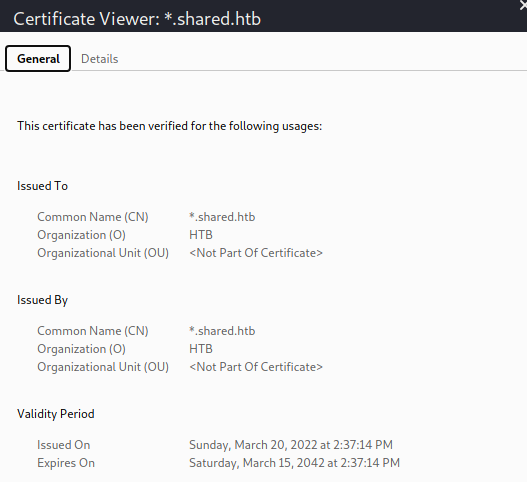 Certificate Viewer: *.shared.htb
General Details
This certificate has been verified for the following usages:
Issued To
Common Name (CN) *.shared.htb
Organization (O) HTB
Organizational Unit (OU) <Not Part Of Certificate>
Issued By
Common Name (CN) *.shared.htb
Organization (O) HTB
Organizational Unit (OU) <Not Part Of Certificate>
Validity Period
Issued On Sunday, March 20, 2022 at 2:37:14 PM
Expires On Saturday, March 15, 2042 at 2:37:14 PM